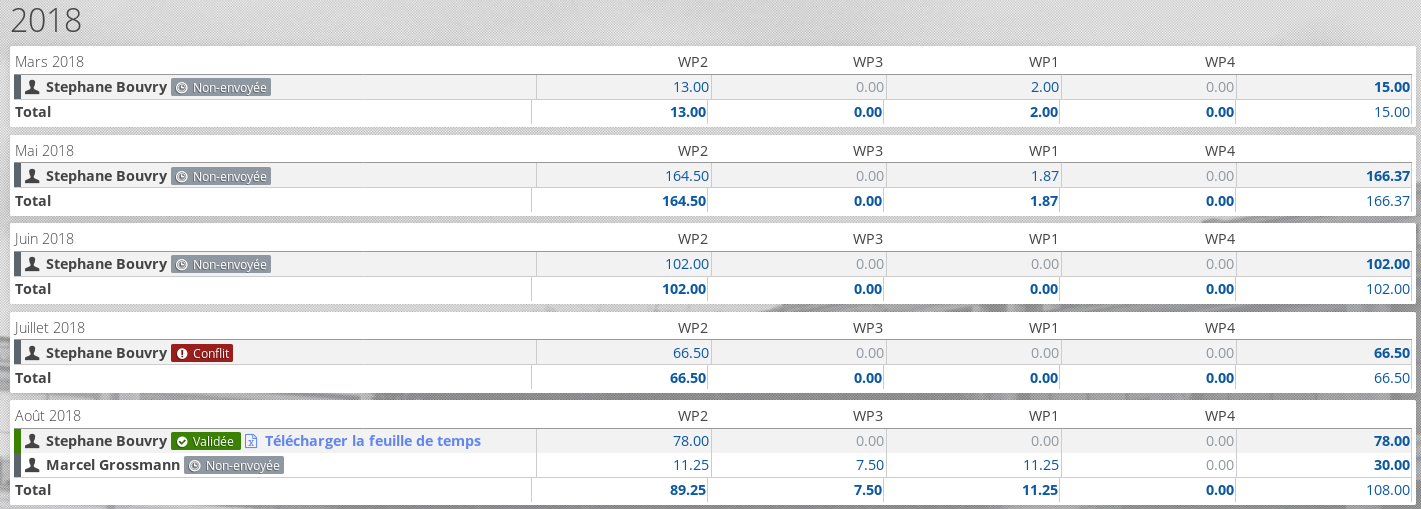 2018
Mars 2018 WP2 WP3 WP1 WP4
Stephane Bouvry Non-envoyée 13.00 0.00 2.00 0.00 15.00
Total 13.00 0.00 2.00 0.00 15.00
Mai 2018 WP2 WP3 WP1 WP4
Stephane Bouvry Non-envoyée 164.50 0.00 1.87 0.00 166.37
Total 164.50 0.00 1.87 0.00 166.37
Juin 2018 WP2 WP3 WP1 WP4
Stephane Bouvry Non-envoyée 102.00 0.00 0.00 0.00 102.00
Total 102.00 0.00 0.00 0.00 102.00
Juillet 2018 WP2 WP3 WP1 WP4
Stephane Bouvry Conflit 66.50 0.00 0.00 0.00 66.50
Total 66.50 0.00 0.00 0.00 66.50
Août 2018 WP2 WP3 WP1 WP4
Stephane Bouvry Validée Télécharger la feuille de temps 78.00 0.00 0.00 0.00 78.00
Marcel Grossmann Non-envoyée 11.25 7.50 11.25 0.00 30.00
Total 89.25 7.50 11.25 0.00 108.00